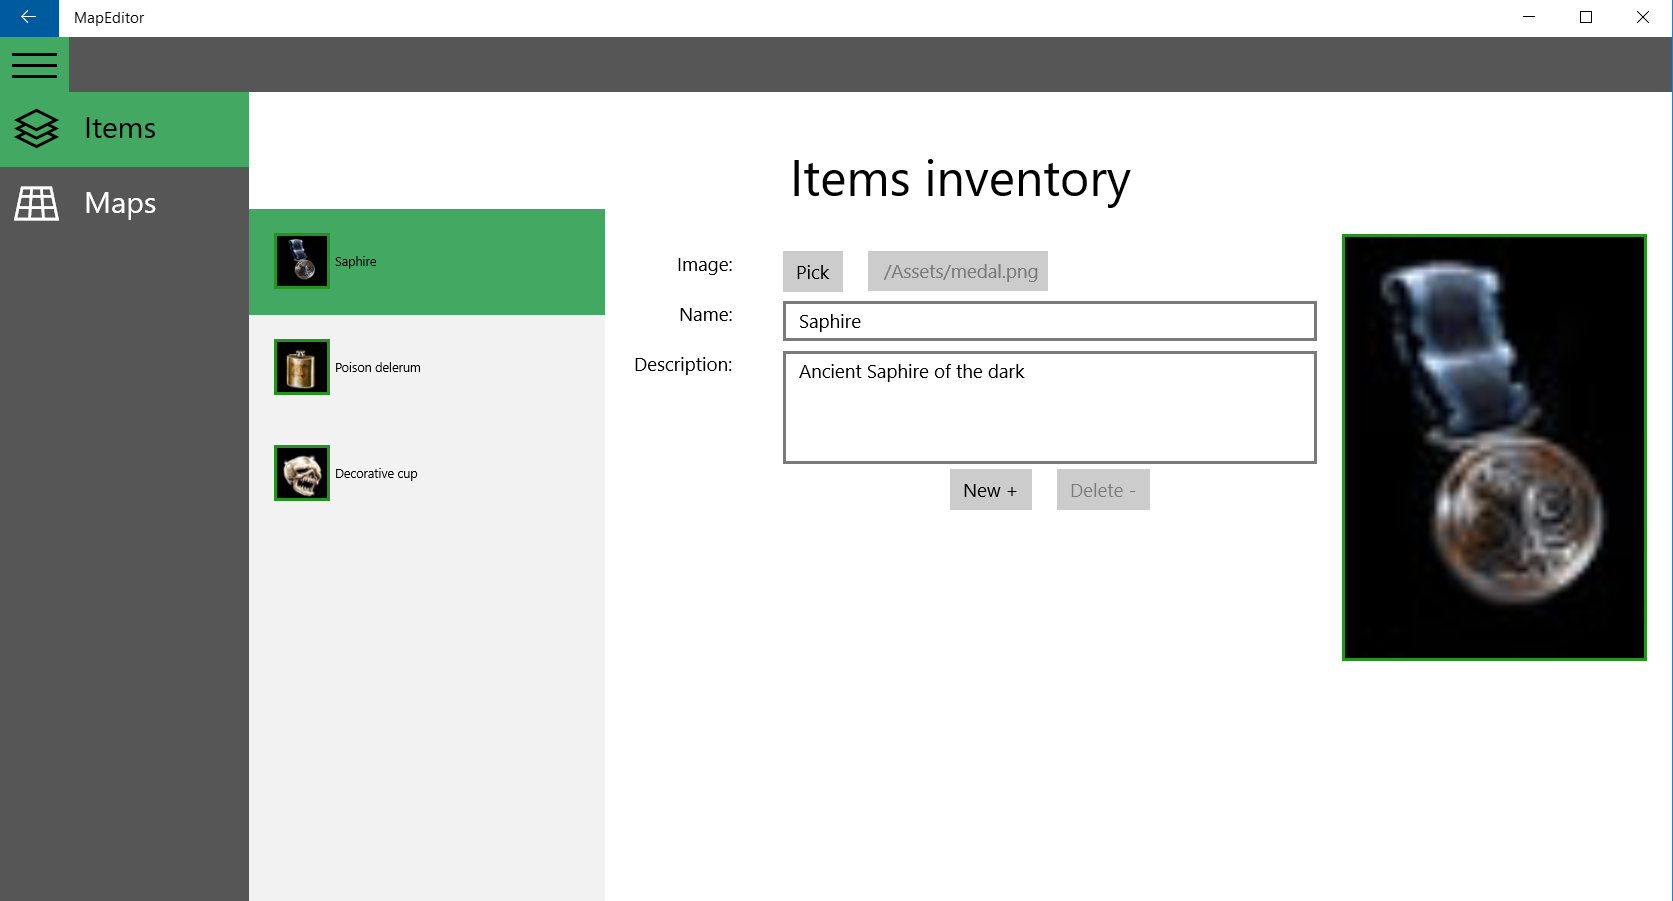 MapEditor
Items
Maps
Items inventory
Saphire
Poison delerum
Decorative cup
Image:
Pick
/Assets/medal.png
Name:
Saphire
Description:
Ancient Saphire of the dark
New +
Delete -